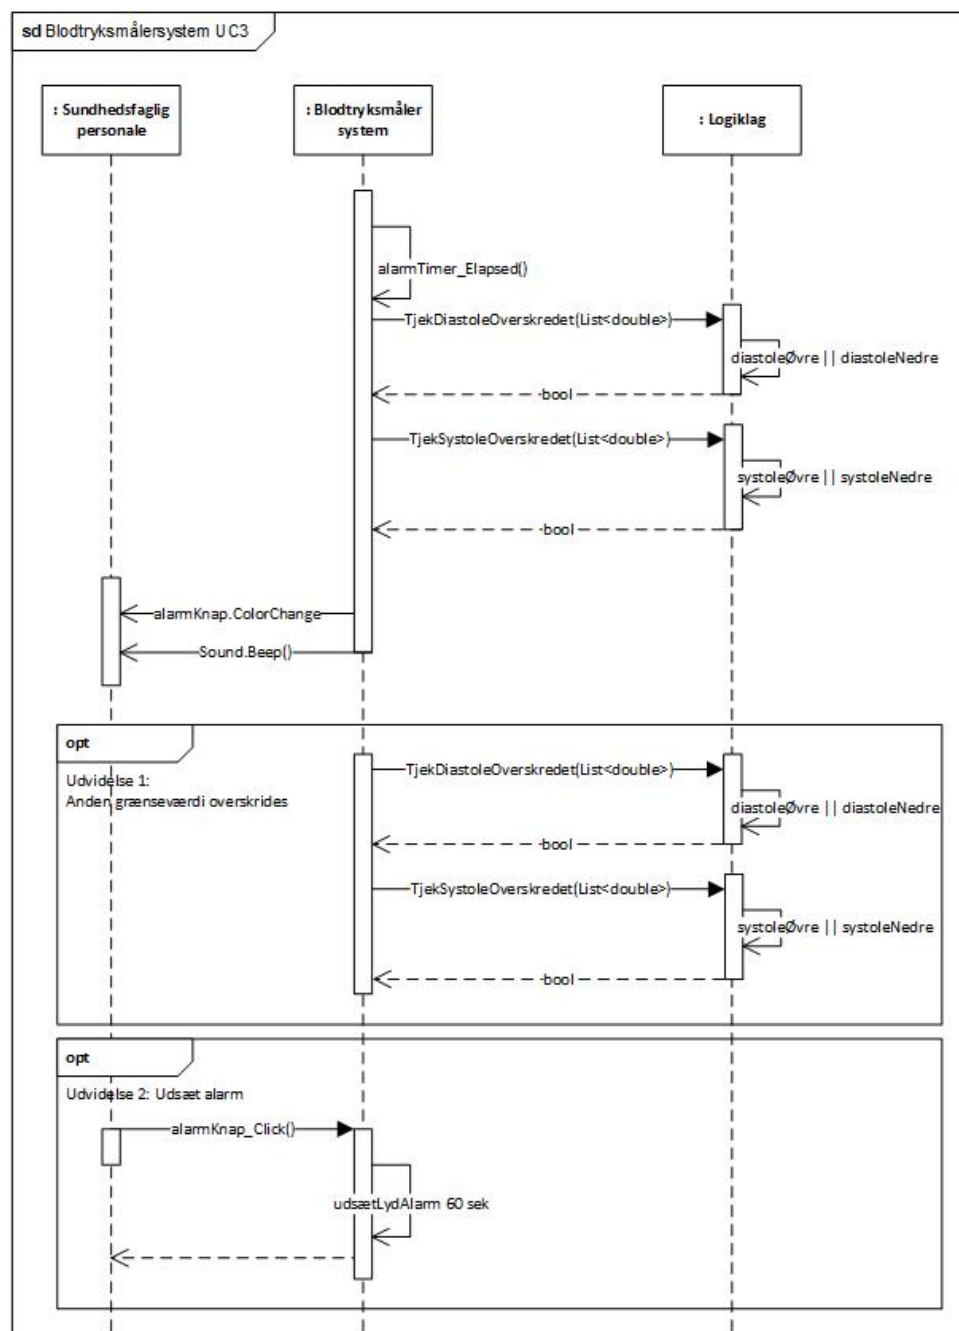 sd Blodtryksmålersystem UC3
: Sundhedsfaglig
personale
: Blodtryksmåler
system
: Logiklag
alarmTimer_Elapsed()
TjekDiastoleOverskredet(List<double>)
diastoleØvre || diastoleNedre
bool
TjekSystoleOverskredet(List<double>)
systoleØvre || systoleNedre
bool
alarmKnap.ColorChange
Sound.Beep()
opt
Udvidelse 1:
Anden grænseværdi overskrides
TjekDiastoleOverskredet(List<double>)
diastoleØvre || diastoleNedre
bool
TjekSystoleOverskredet(List<double>)
systoleØvre || systoleNedre
bool
opt
Udvidelse 2: Udsæt alarm
alarmKnap_Click()
udsætLydAlarm 60 sek